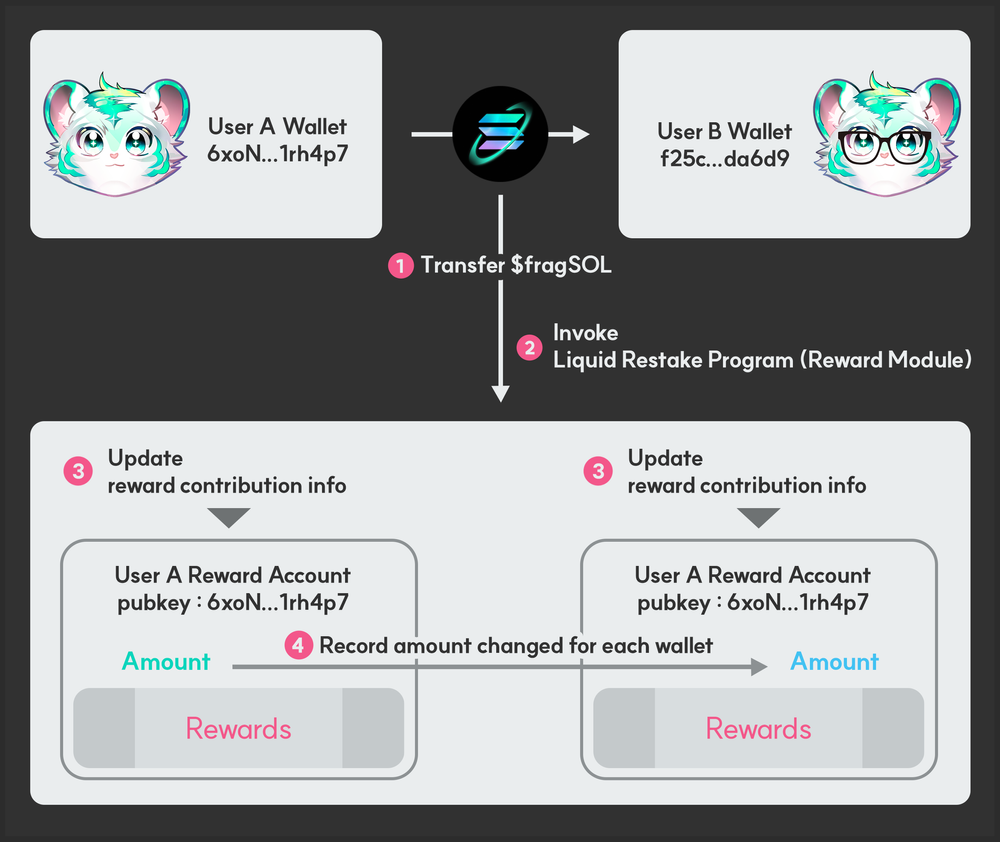 User A Wallet
6xoN...1rh4p7
User B Wallet
f25c...da6d9
1 Transfer $fragSOL
2 Invoke
Liquid Restake Program (Reward Module)
3 Update
reward contribution info
3 Update
reward contribution info
User A Reward Account
pubkey : 6xoN...1rh4p7
User A Reward Account
pubkey : 6xoN...1rh4p7
4 Record amount changed for each wallet
Amount
Amount
Rewards
Rewards